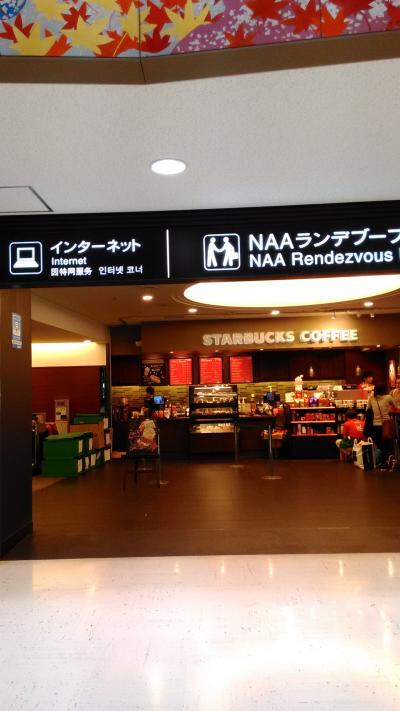 インターネット
Internet
因特网服务 인터넷 코너
NAAランデブープ
NAA Rendezvous
STARBUCKS COFFEE